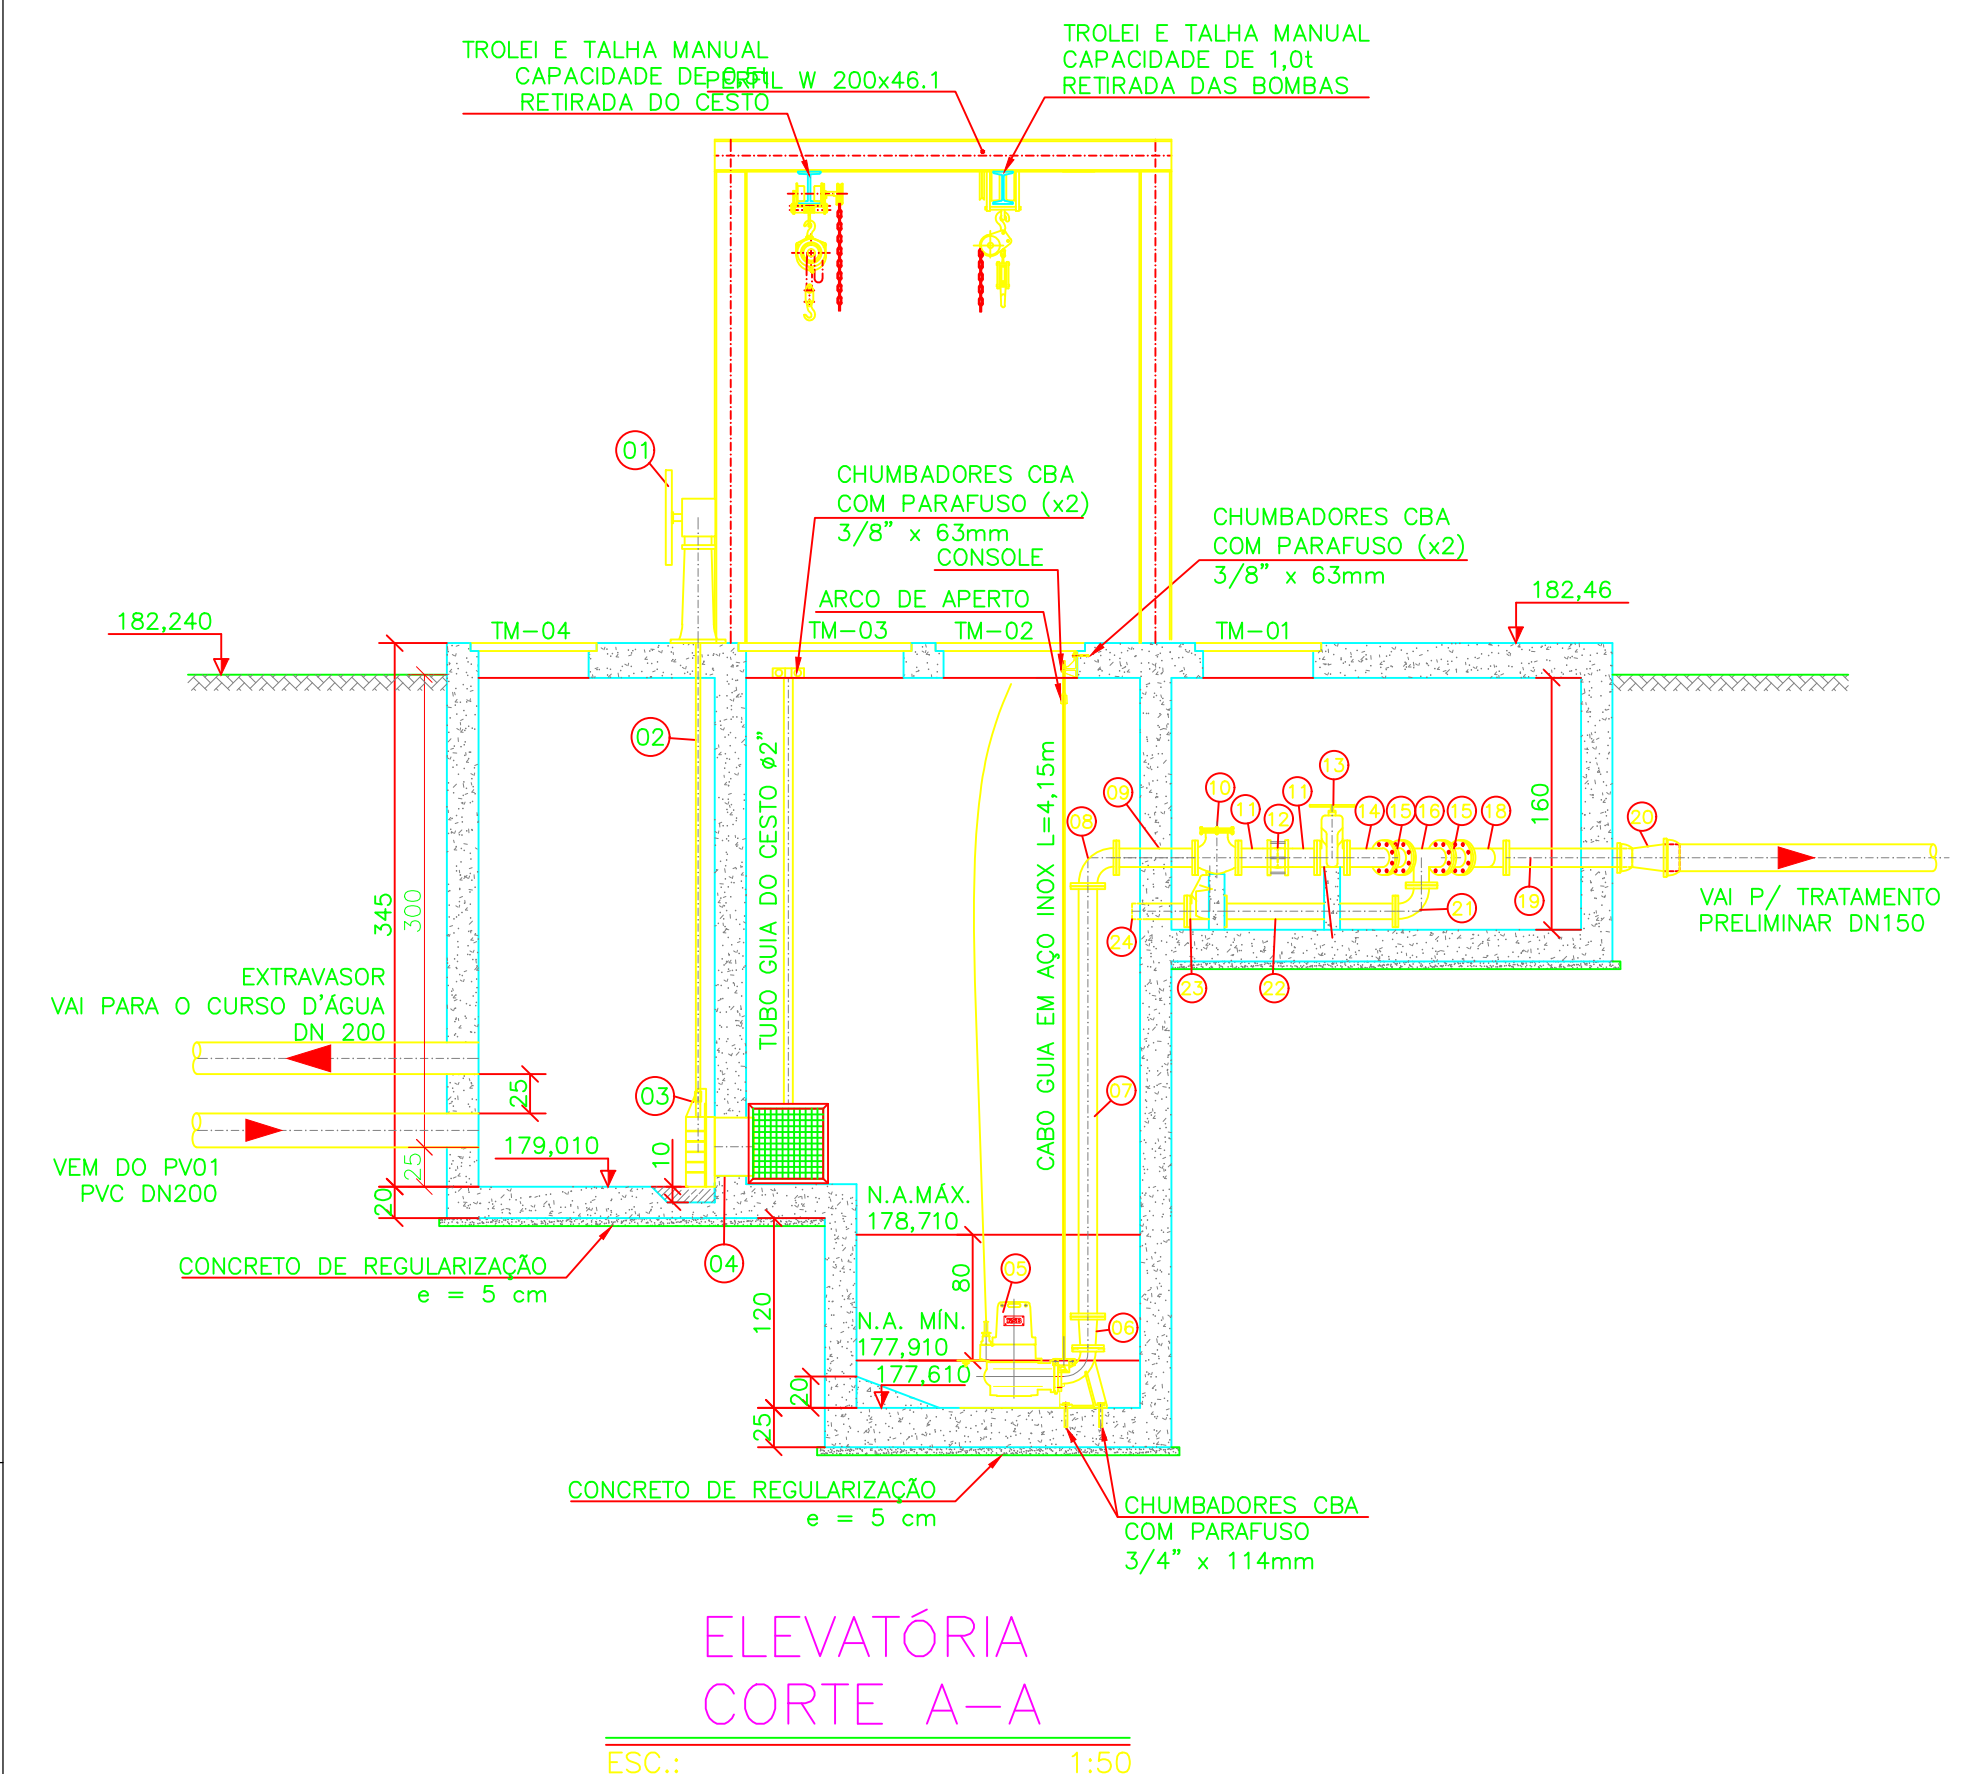 TROLEI E TALHA MANUAL
CAPACIDADE DE 0,5t
RETIRADA DO CESTO
PERFIL W 200x46.1
TROLEI E TALHA MANUAL
CAPACIDADE DE 1,0t
RETIRADA DAS BOMBAS
01
CHUMBADORES CBA
COM PARAFUSO (x2)
3/8" x 63mm
CONSOLE
ARCO DE APERTO
CHUMBADORES CBA
COM PARAFUSO (x2)
3/8" x 63mm
182,240
182,46
TM-04
TM-03
TM-02
TM-01
02
TUBO GUIA DO CESTO ø2"
CABO GUIA EM AÇO INOX L=4,15m
08
09
10
11
12
11
13
14
15
16
15
18
20
160
345
300
19
21
22
23
24
VAI P/ TRATAMENTO
PRELIMINAR DN150
EXTRAVASOR
VAI PARA O CURSO D'ÁGUA
DN 200
25
03
07
VEM DO PV01
PVC DN200
25
20
179,010
10
04
N.A.MÁX.
178,710
80
05
120
N.A. MÍN.
177,910
177,610
06
20
25
CONCRETO DE REGULARIZAÇÃO
e = 5 cm
CONCRETO DE REGULARIZAÇÃO
e = 5 cm
CHUMBADORES CBA
COM PARAFUSO
3/4" x 114mm
ELEVATÓRIA
CORTE A-A
ESC.: 1:50